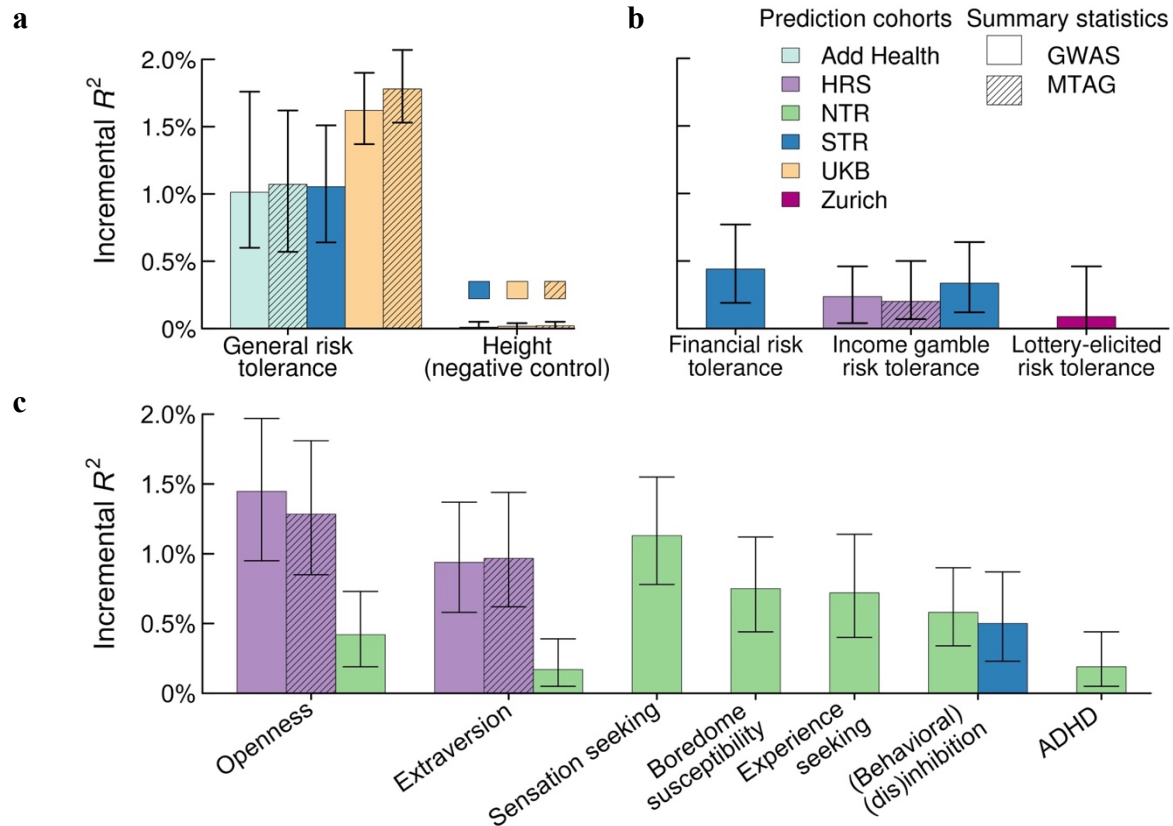 a
Incremental R²
2.0%
1.5%
1.0%
0.5%
0%
General risk
tolerance
Height
(negative control)
b
Prediction cohorts
Add Health
HRS
NTR
STR
UKB
Zurich
Summary statistics
GWAS
MTAG
Financial risk
tolerance
Income gamble
risk tolerance
Lottery-elicited
risk tolerance
c
Incremental R²
2.0%
1.5%
1.0%
0.5%
0%
Openness
Extraversion
Sensation seeking
Boredome
susceptibility
Experience
seeking
(Behavioral)
(dis)inhibition
ADHD